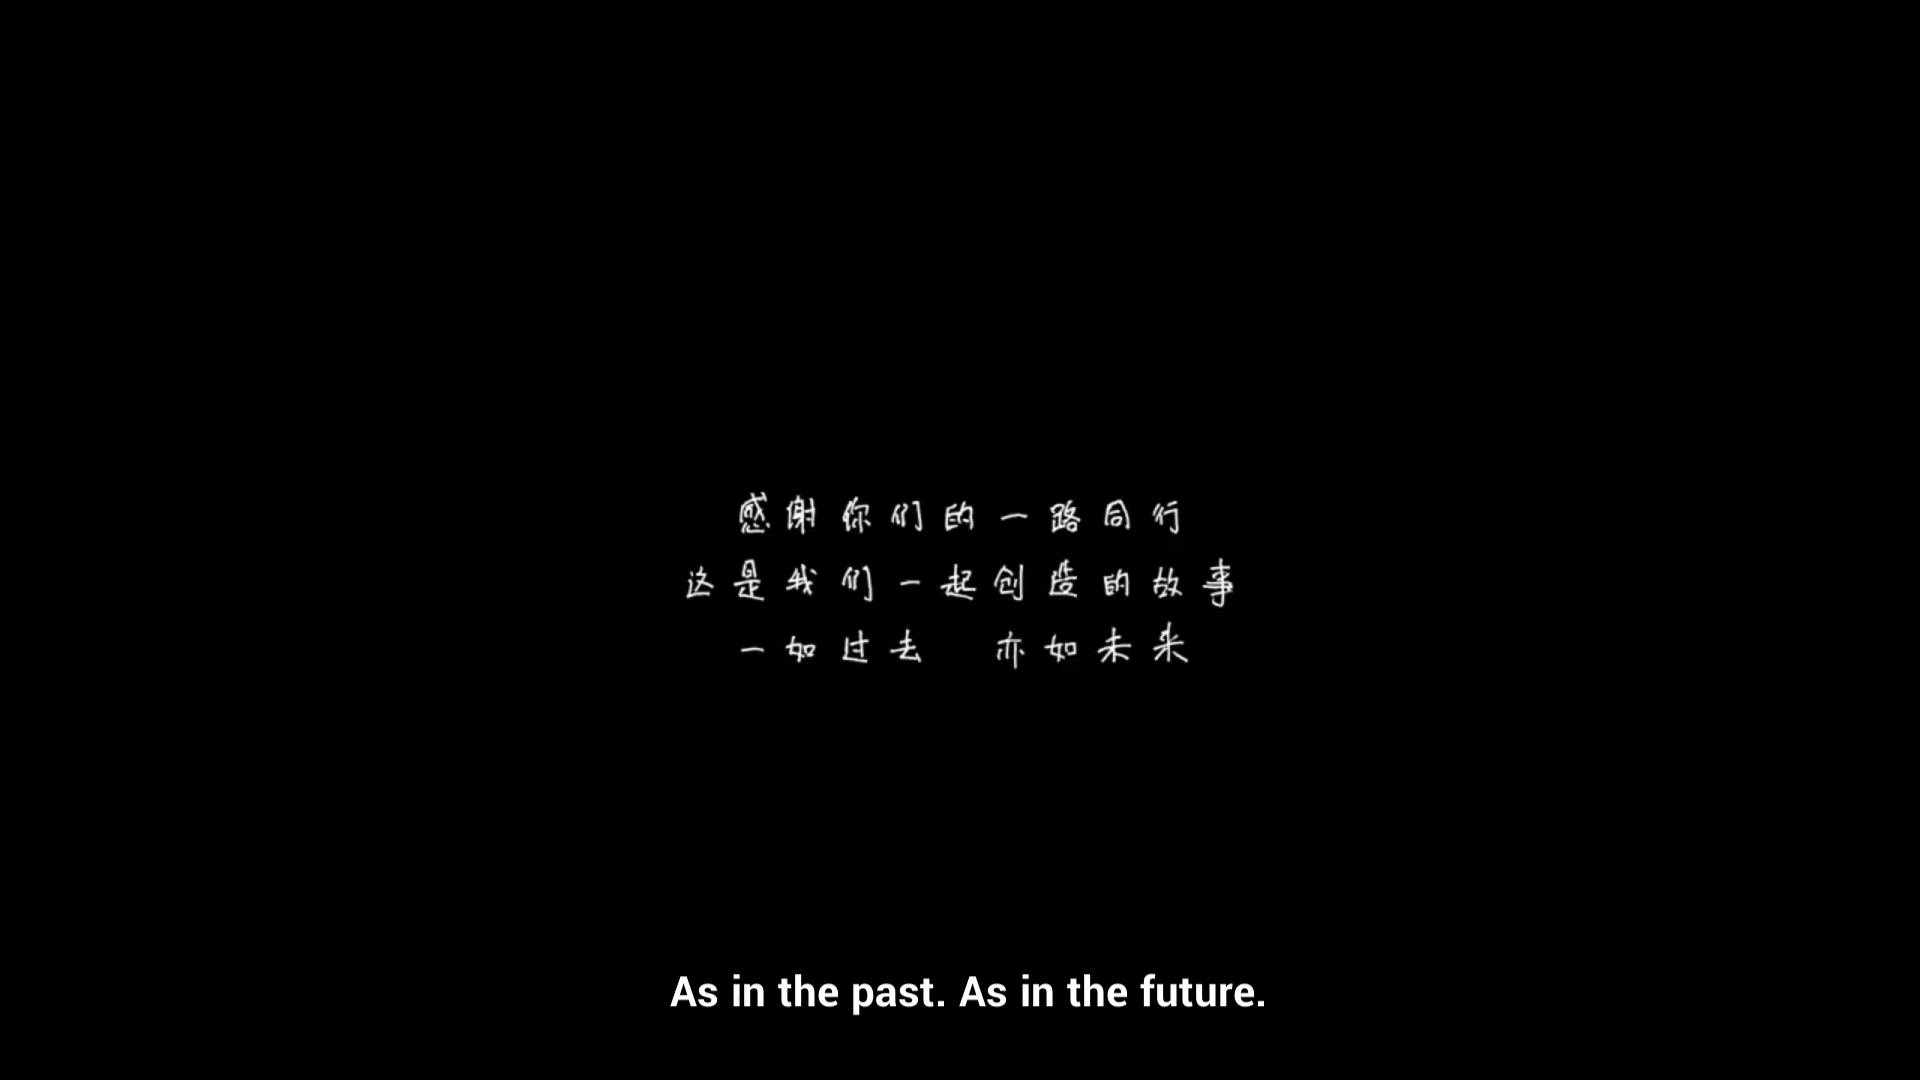 感谢你们的一路同行
这是我们一起创造的故事
一如过去 亦如未来
As in the past. As in the future.